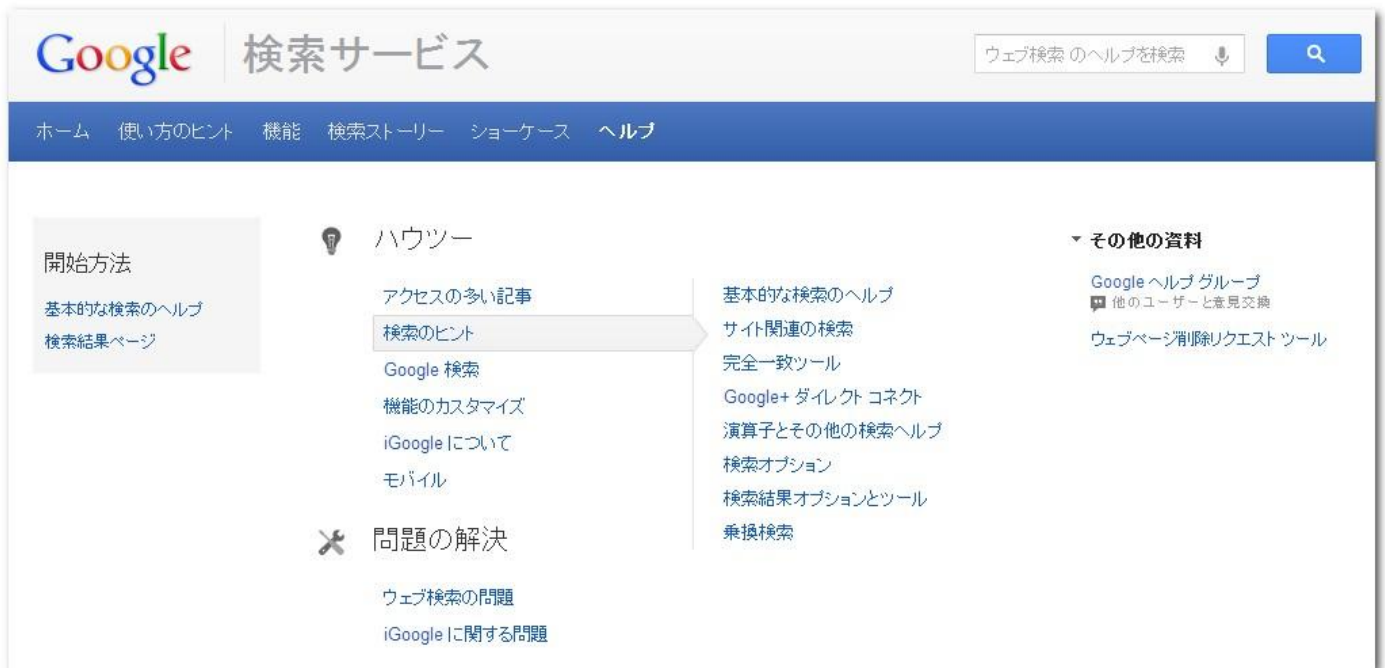 Google 検索サービス
ウェブ検索 のヘルプを検索
ホーム 使い方のヒント 機能 検索ストーリー ショーケース ヘルプ
開始方法
基本的な検索のヘルプ
検索結果ページ
ハウツー
アクセスの多い記事
検索のヒント
Google 検索
機能のカスタマイズ
iGoogle について
モバイル
基本的な検索のヘルプ
サイト関連の検索
完全一致ツール
Google+ ダイレクト コネクト
演算子とその他の検索ヘルプ
検索オプション
検索結果オプションとツール
乗換検索
問題の解決
ウェブ検索の問題
iGoogle に関する問題
その他の資料
Google ヘルプ グループ
他のユーザーと意見交換
ウェブページ削除リクエスト ツール